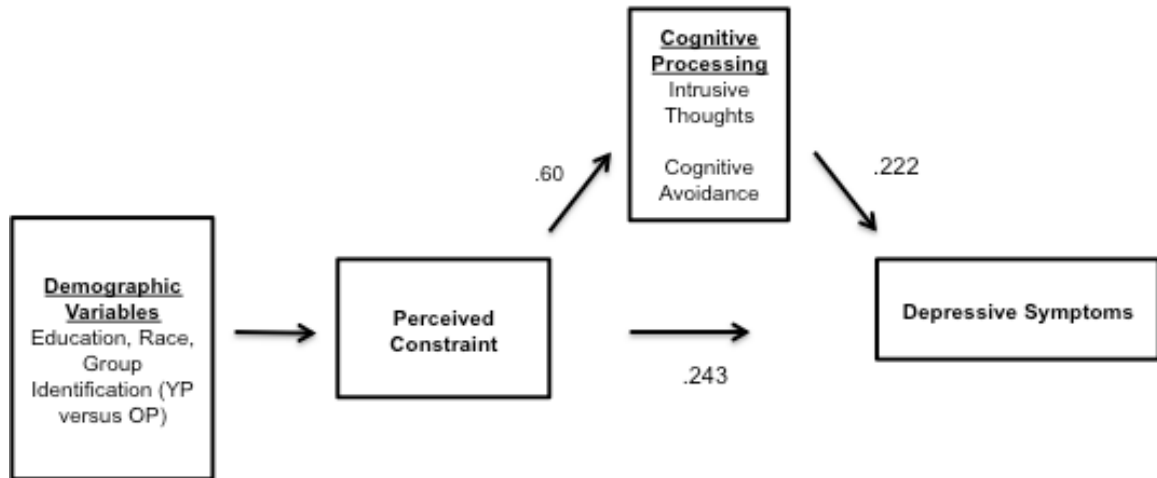 Cognitive
Processing
Intrusive
Thoughts
Cognitive
Avoidance
.60
.222
Demographic
Variables
Education, Race,
Group
Identification (YP
versus OP)
Perceived
Constraint
.243
Depressive Symptoms